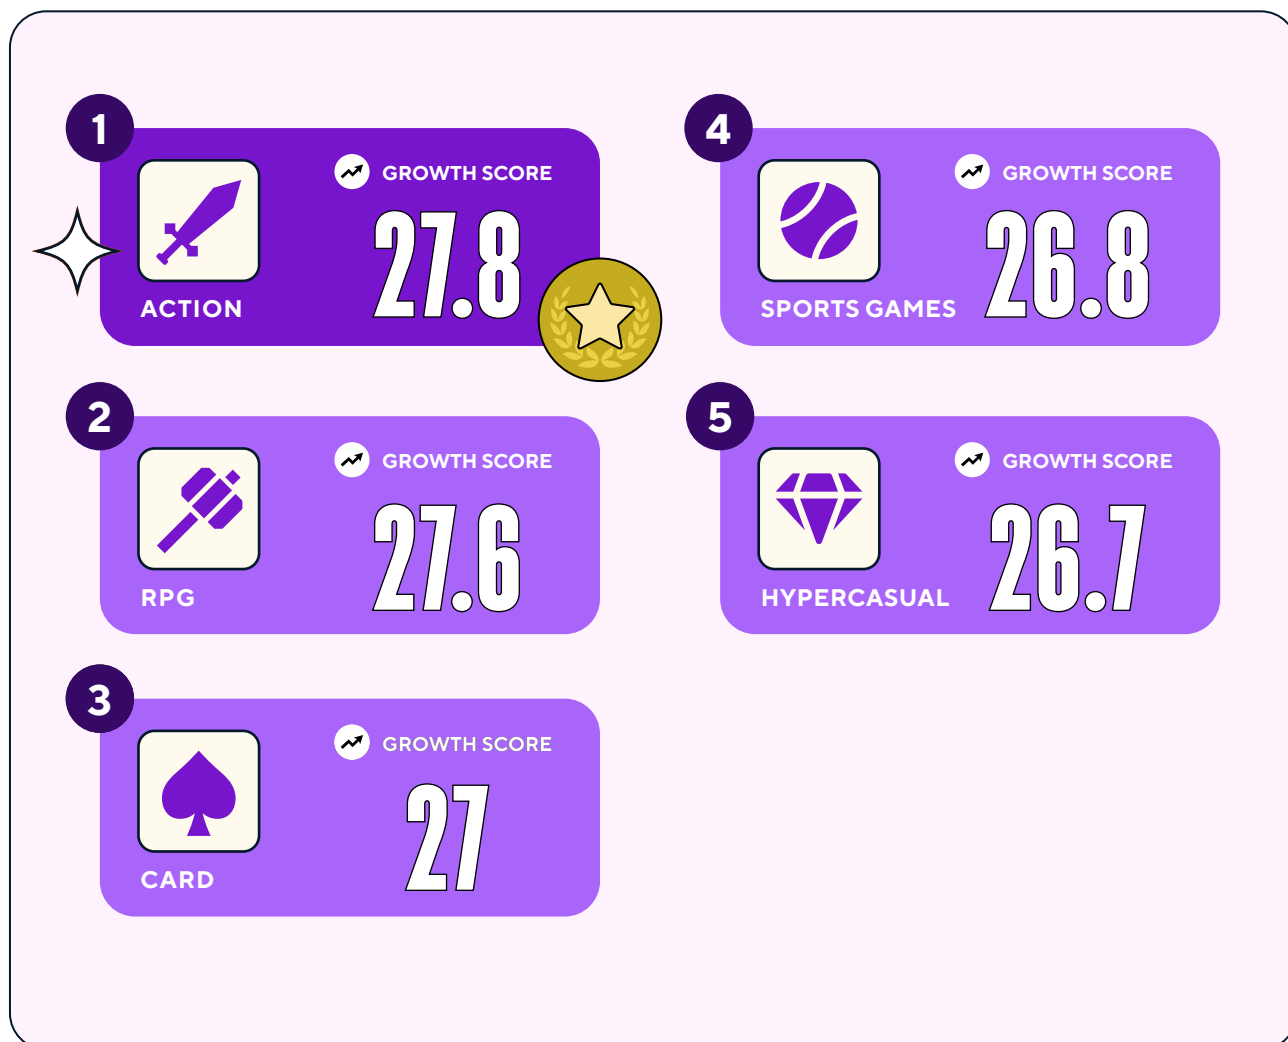 1
GROWTH SCORE
27.8
ACTION
2
GROWTH SCORE
27.6
RPG
3
GROWTH SCORE
27
CARD
4
GROWTH SCORE
26.8
SPORTS GAMES
5
GROWTH SCORE
26.7
HYPERCASUAL